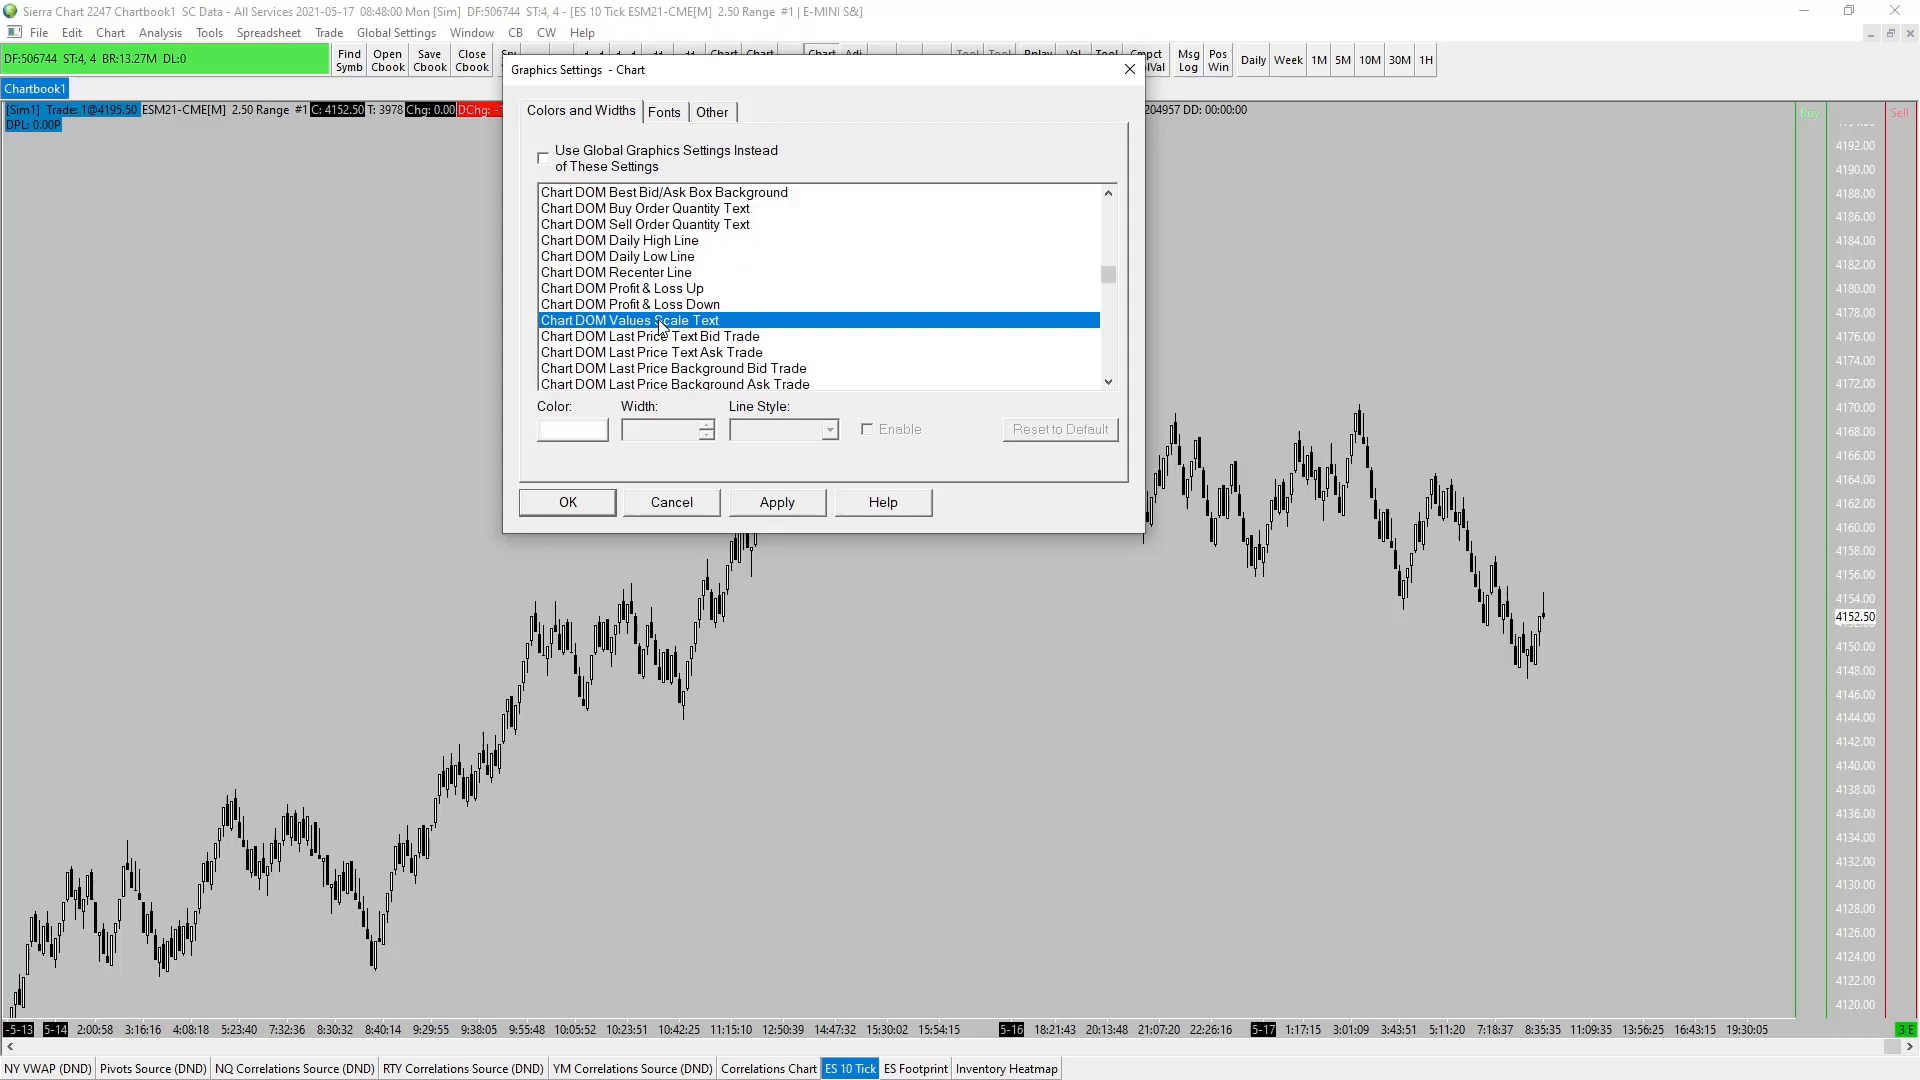 Sierra Chart 2247 Chartbook1  SC Data - All Services 2021-05-17  08:48:00 Mon [Sim]  DF:506744  ST:4, 4 - [ES 10 Tick ESM21-CME[M]  2.50 Range  #1 | E-MINI S&]
File Edit Chart Analysis Tools Spreadsheet Trade Global Settings Window CB CW Help
DF:506744  ST:4, 4  BR:13.27M  DL:0
Find Symb
Open Cbook
Save Cbook
Close Cbook
Msg Log
Pos Win
Daily Week 1M 5M 10M 30M 1H
Chartbook1
[Sim1]  Trade: 1@4195.50 ESM21-CME[M]  2.50 Range  #1 C: 4152.50 T: 3978 Chg: 0.00 DChg:
204957 DD: 00:00:00
DPL: 0.00P
Buy
Sell
Graphics Settings  - Chart
Colors and Widths
Fonts
Other
Use Global Graphics Settings Instead
of These Settings
Chart DOM Best Bid/Ask Box Background
Chart DOM Buy Order Quantity Text
Chart DOM Sell Order Quantity Text
Chart DOM Daily High Line
Chart DOM Daily Low Line
Chart DOM Recenter Line
Chart DOM Profit & Loss Up
Chart DOM Profit & Loss Down
Chart DOM Values Scale Text
Chart DOM Last Price Text Bid Trade
Chart DOM Last Price Text Ask Trade
Chart DOM Last Price Background Bid Trade
Chart DOM Last Price Background Ask Trade
Color: Width: Line Style:
Enable
Reset to Default
OK Cancel Apply Help
4192.00
4190.00
4188.00
4186.00
4184.00
4182.00
4180.00
4178.00
4176.00
4174.00
4172.00
4170.00
4168.00
4166.00
4164.00
4162.00
4160.00
4158.00
4156.00
4154.00
4152.50
4150.00
4148.00
4146.00
4144.00
4142.00
4140.00
4138.00
4136.00
4134.00
4132.00
4130.00
4128.00
4126.00
4124.00
4122.00
4120.00
-5-13 5-14 2:00:58 3:16:16 4:08:18 5:23:40 7:32:36 8:30:32 8:40:14 9:29:55 9:38:05 9:55:48 10:05:52 10:23:51 10:42:25 11:15:10 12:50:39 14:47:32 15:30:02 15:54:15 5-16 18:21:43 20:13:48 21:07:20 22:26:16 5-17 1:17:15 3:01:09 3:43:51 5:11:20 7:18:37 8:35:35 11:09:35 13:56:25 16:43:15 19:30:05
3 E
NY VWAP (DND) Pivots Source (DND) NQ Correlations Source (DND) RTY Correlations Source (DND) YM Correlations Source (DND) Correlations Chart ES 10 Tick ES Footprint Inventory Heatmap